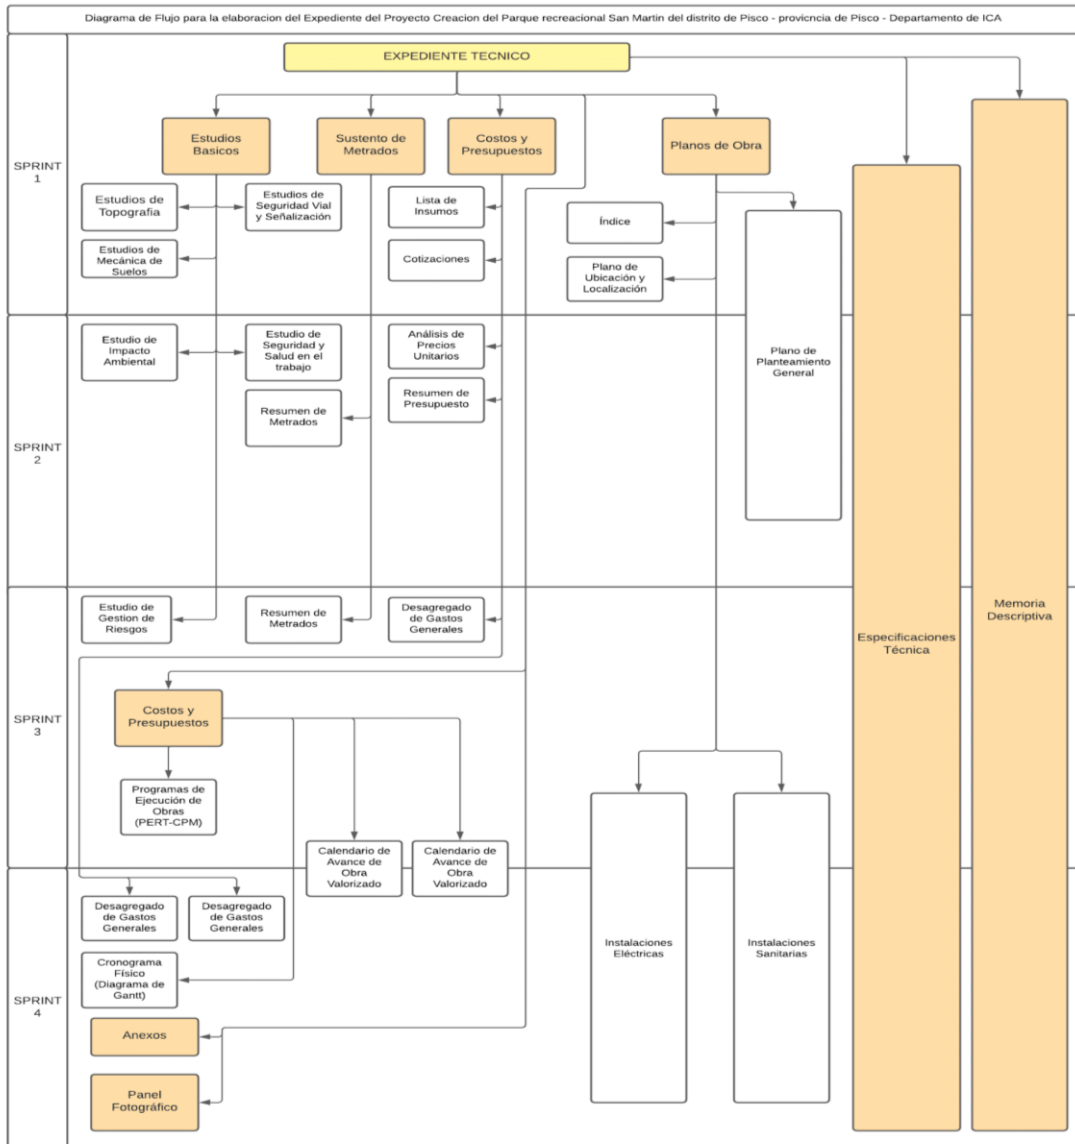 Diagrama de Flujo para la elaboracion del Expediente del Proyecto Creacion del Parque recreacional San Martin del distrito de Pisco - provicncia de Pisco - Departamento de ICA
EXPEDIENTE TECNICO
SPRINT
1
Estudios
Basicos
Sustento de
Metrados
Costos y
Presupuestos
Planos de Obra
Estudios de
Topografia
Estudios de
Seguridad Vial
y Señalización
Lista de
Insumos
Índice
Estudios de
Mecánica de
Suelos
Cotizaciones
Plano de
Ubicación y
Localización
SPRINT
2
Estudio de
Impacto
Ambiental
Estudio de
Seguridad y
Salud en el
trabajo
Análisis de
Precios
Unitarios
Plano de
Planteamiento
General
Resumen de
Metrados
Resumen de
Presupuesto
SPRINT
3
Estudio de
Gestion de
Riesgos
Resumen de
Metrados
Desagregado
de Gastos
Generales
Especificaciones
Técnica
Memoria
Descriptiva
Costos y
Presupuestos
Programas de
Ejecución de
Obras
(PERT-CPM)
Calendario de
Avance de
Obra
Valorizado
Calendario de
Avance de
Obra
Valorizado
SPRINT
4
Desagregado
de Gastos
Generales
Desagregado
de Gastos
Generales
Instalaciones
Eléctricas
Instalaciones
Sanitarias
Cronograma
Físico
(Diagrama de
Gantt)
Anexos
Panel
Fotográfico